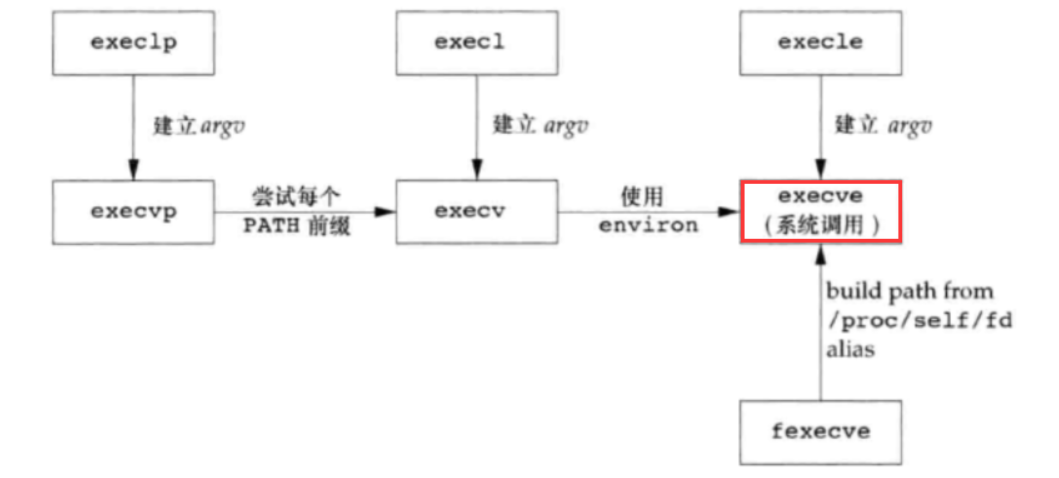 execlp
execl
execle
建立 argv
建立 argv
建立 argv
execvp
尝试每个
PATH 前缀
execv
使用
environ
execve
(系统调用)
build path from
/proc/self/fd
alias
fexecve